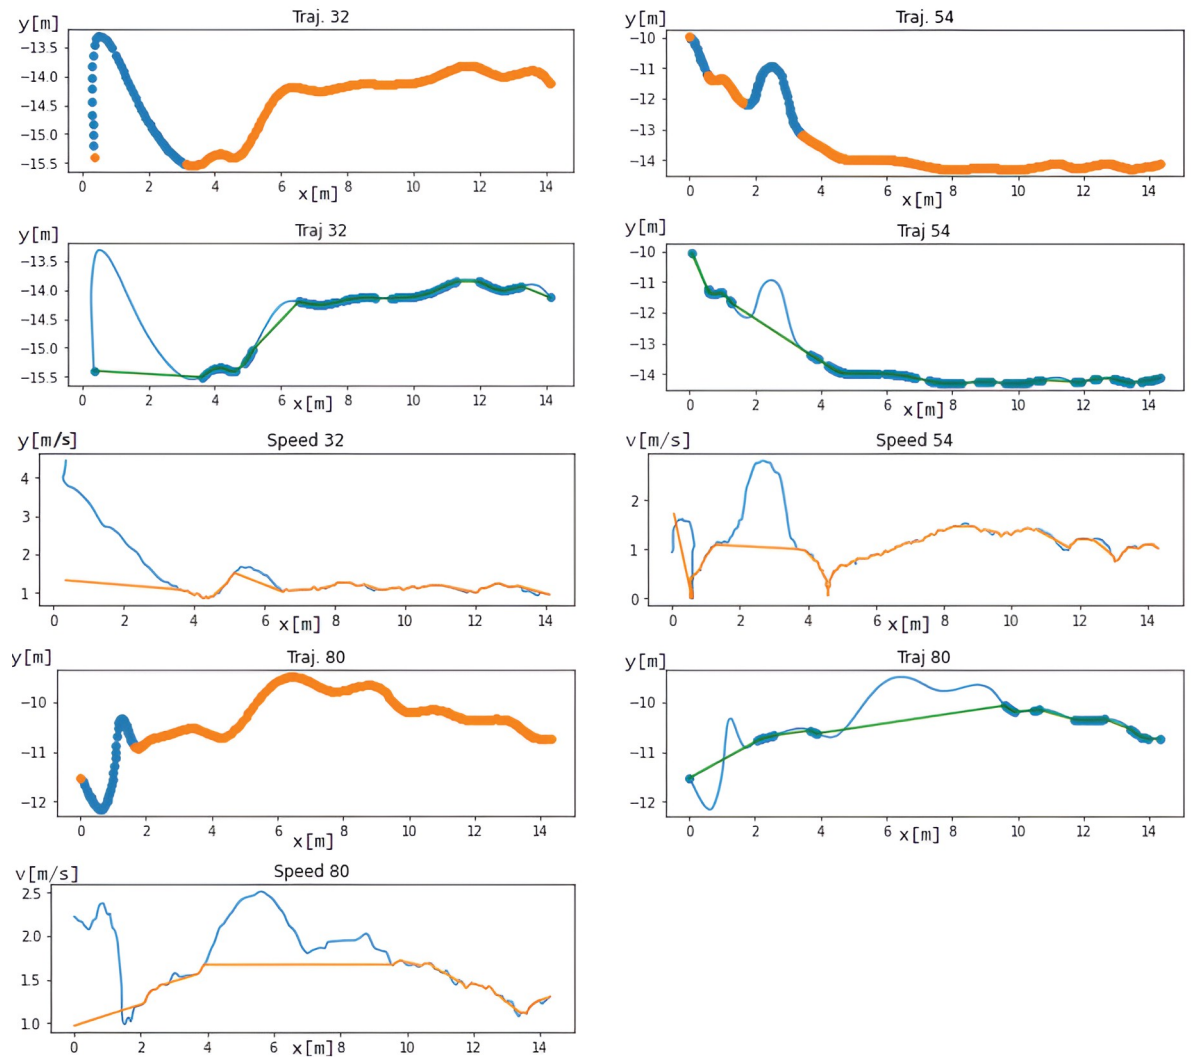 y[m] Traj. 32
−13.5
−14.0
−14.5
−15.0
−15.5
0 2 4 6 8 10 12 14
x[m]
y[m] Traj. 54
−10
−11
−12
−13
−14
0 2 4 6 8 10 12 14
x[m]
y[m] Traj 32
−13.5
−14.0
−14.5
−15.0
−15.5
0 2 4 6 8 10 12 14
x[m]
y[m] Traj 54
−10
−11
−12
−13
−14
0 2 4 6 8 10 12 14
x[m]
y[m/s] Speed 32
4
3
2
1
0 2 4 6 8 10 12 14
x[m]
v[m/s] Speed 54
2
1
0
0 2 4 6 8 10 12 14
x[m]
y[m] Traj. 80
−10
−11
−12
0 2 4 6 8 10 12 14
x[m]
y[m] Traj 80
−10
−11
−12
0 2 4 6 8 10 12 14
x[m]
v[m/s] Speed 80
2.5
2.0
1.5
1.0
0 2 4 6 8 10 12 14
x[m]